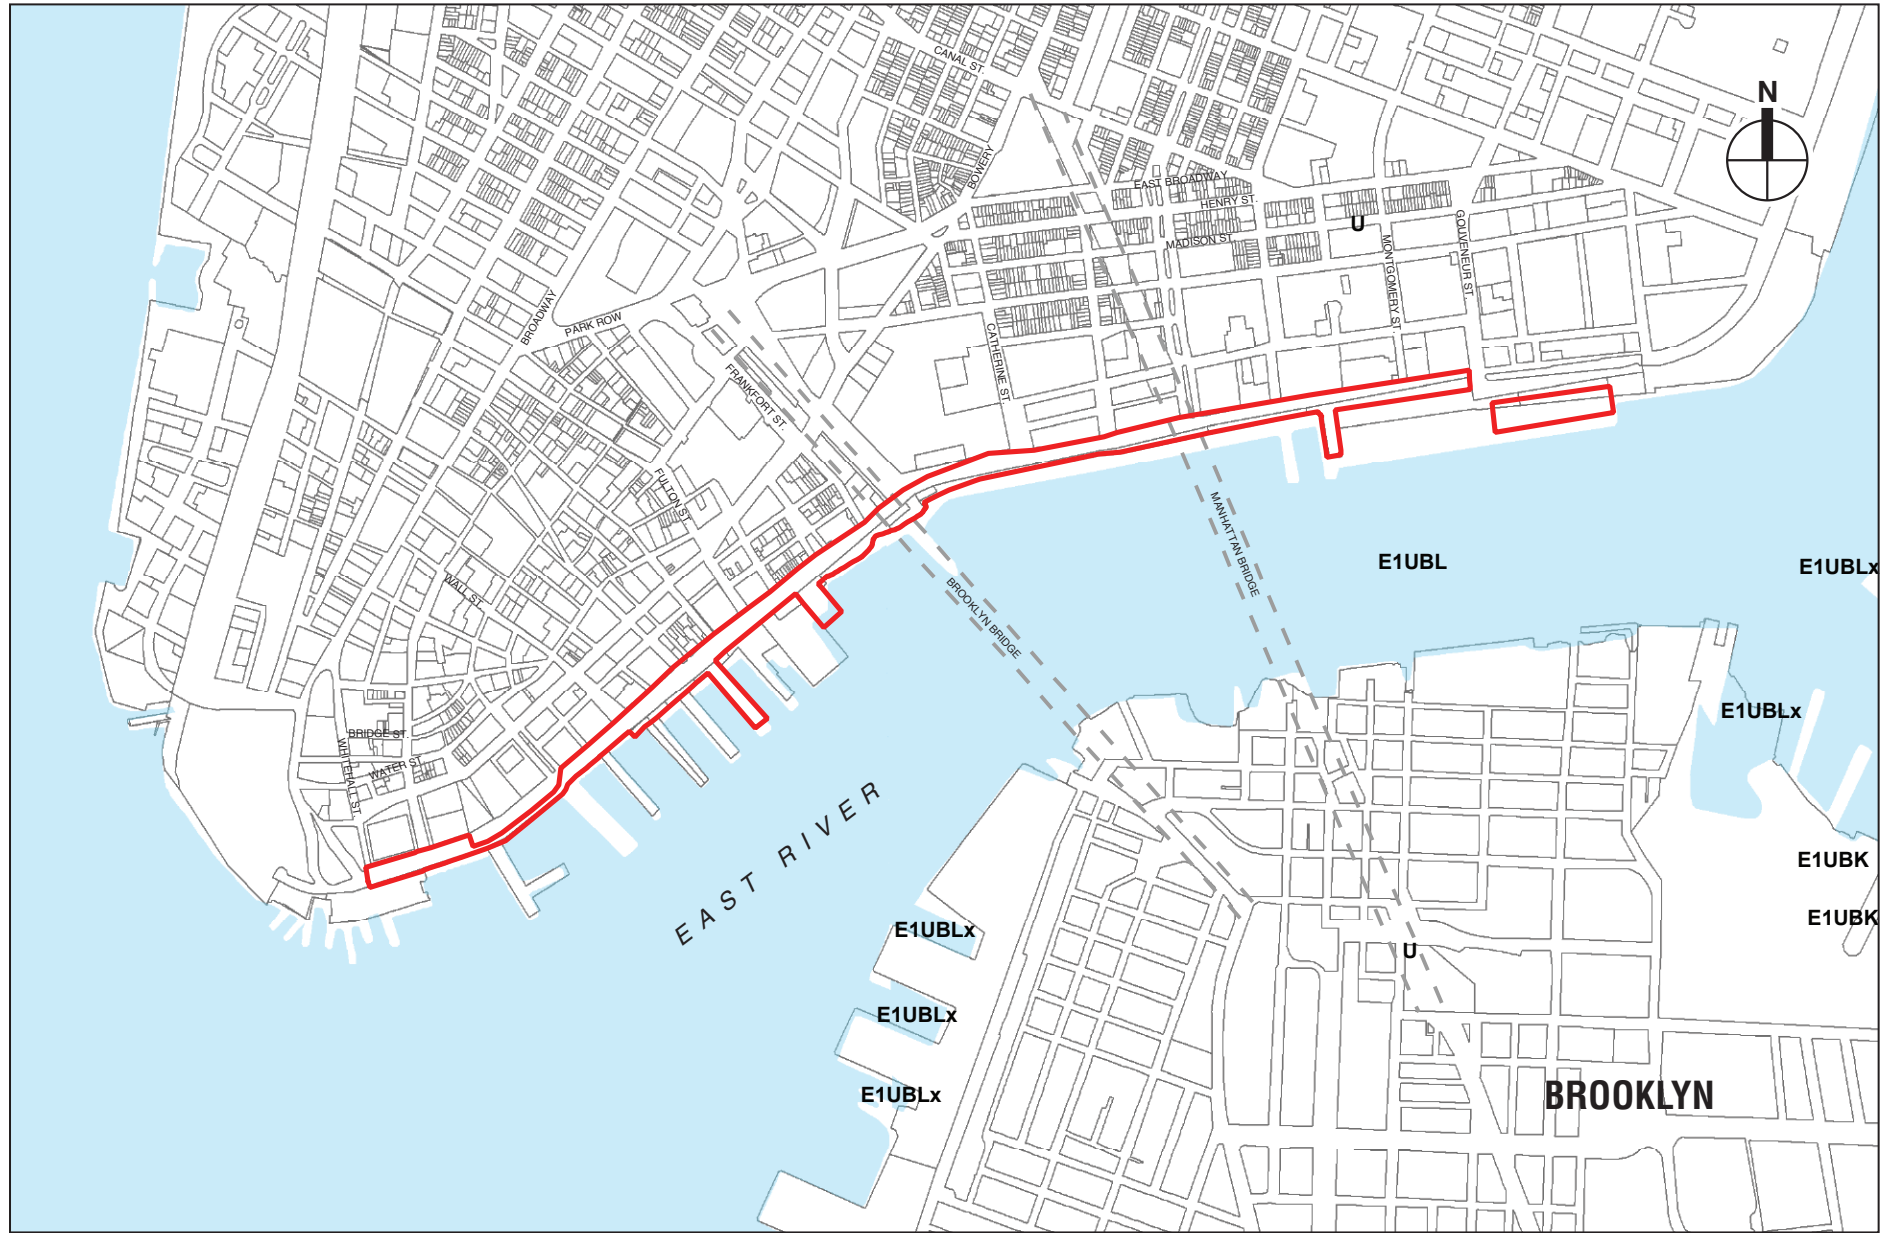 CANAL ST.
N
BOWERY
EAST BROADWAY
HENRY ST.
U
MADISON ST.
GOUVENEUR ST.
MONTGOMERY ST.
BROADWAY
PARK ROW
CATHERINE ST.
FRANKFORT ST.
FULTON ST.
MANHATTAN BRIDGE
E1UBL
E1UBLx
WALL ST.
BROOKLYN BRIDGE
E1UBLx
BRIDGE ST.
WHITEHALL ST.
WATER ST.
EAST RIVER
E1UBK
E1UBK
E1UBLx
U
E1UBLx
E1UBLx
BROOKLYN